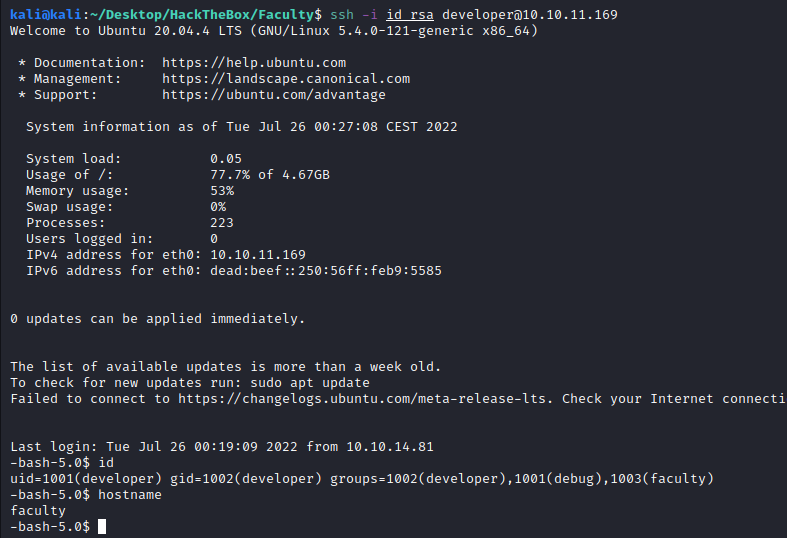 kali@kali:~/Desktop/HackTheBox/Faculty$ ssh -i id_rsa developer@10.10.11.169
Welcome to Ubuntu 20.04.4 LTS (GNU/Linux 5.4.0-121-generic x86_64)
* Documentation:  https://help.ubuntu.com
* Management:     https://landscape.canonical.com
* Support:        https://ubuntu.com/advantage
System information as of Tue Jul 26 00:27:08 CEST 2022
System load:           0.05
Usage of /:            77.7% of 4.67GB
Memory usage:          53%
Swap usage:            0%
Processes:             223
Users logged in:       0
IPv4 address for eth0: 10.10.11.169
IPv6 address for eth0: dead:beef::250:56ff:feb9:5585
0 updates can be applied immediately.
The list of available updates is more than a week old.
To check for new updates run: sudo apt update
Failed to connect to https://changelogs.ubuntu.com/meta-release-lts. Check your Internet connecti
Last login: Tue Jul 26 00:19:09 2022 from 10.10.14.81
-bash-5.0$ id
uid=1001(developer) gid=1002(developer) groups=1002(developer),1001(debug),1003(faculty)
-bash-5.0$ hostname
faculty
-bash-5.0$